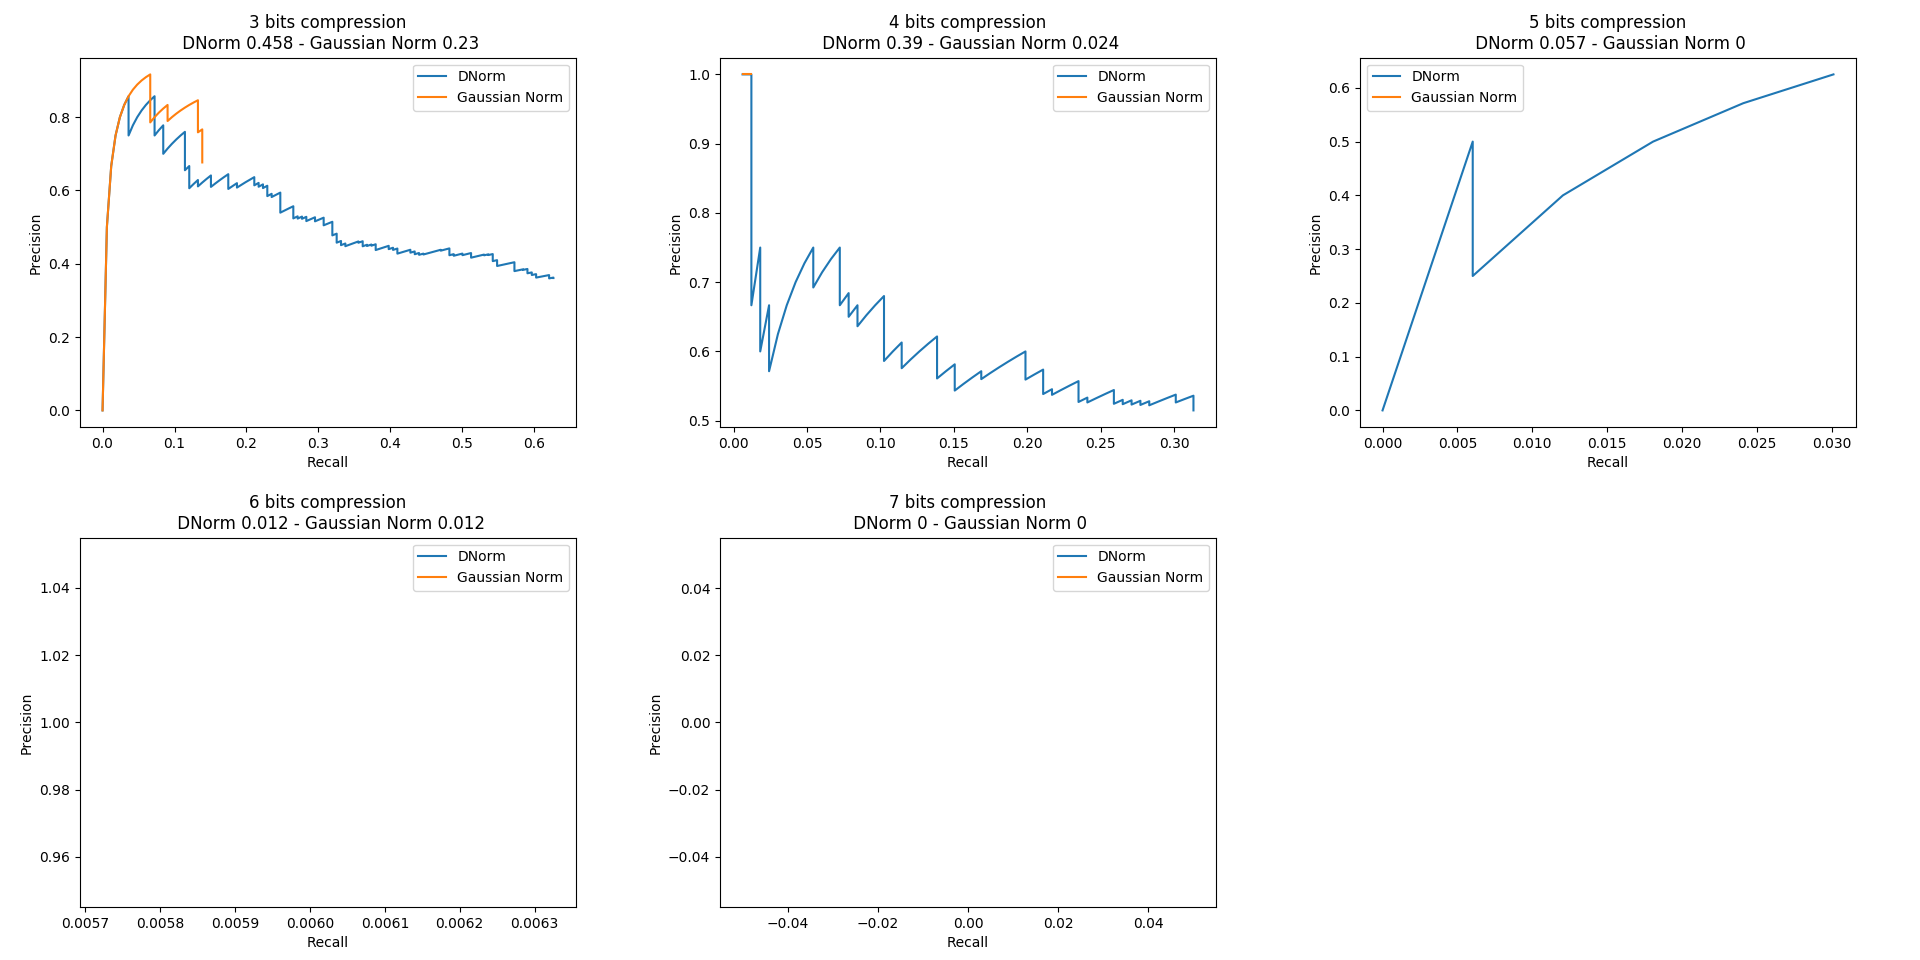 3 bits compression
DNorm 0.458 - Gaussian Norm 0.23
DNorm
Gaussian Norm
Precision
0.8
0.6
0.4
0.2
0.0
0.0 0.1 0.2 0.3 0.4 0.5 0.6
Recall
4 bits compression
DNorm 0.39 - Gaussian Norm 0.024
DNorm
Gaussian Norm
Precision
1.0
0.9
0.8
0.7
0.6
0.5
0.00 0.05 0.10 0.15 0.20 0.25 0.30
Recall
5 bits compression
DNorm 0.057 - Gaussian Norm 0
DNorm
Gaussian Norm
Precision
0.6
0.5
0.4
0.3
0.2
0.1
0.0
0.000 0.005 0.010 0.015 0.020 0.025 0.030
Recall
6 bits compression
DNorm 0.012 - Gaussian Norm 0.012
DNorm
Gaussian Norm
Precision
1.04
1.02
1.00
0.98
0.96
0.0057 0.0058 0.0059 0.0060 0.0061 0.0062 0.0063
Recall
7 bits compression
DNorm 0 - Gaussian Norm 0
DNorm
Gaussian Norm
Precision
0.04
0.02
0.00
−0.02
−0.04
−0.04 −0.02 0.00 0.02 0.04
Recall